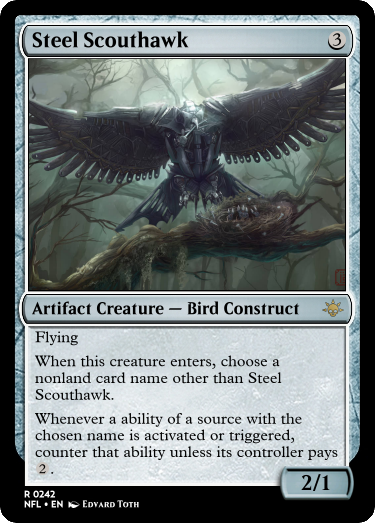 Steel Scouthawk 3
Artifact Creature — Bird Construct
Flying
When this creature enters, choose a
nonland card name other than Steel
Scouthawk.
Whenever a ability of a source with the
chosen name is activated or triggered,
counter that ability unless its controller pays
2 .
2/1
R 0242
NFL • EN Edvard Toth